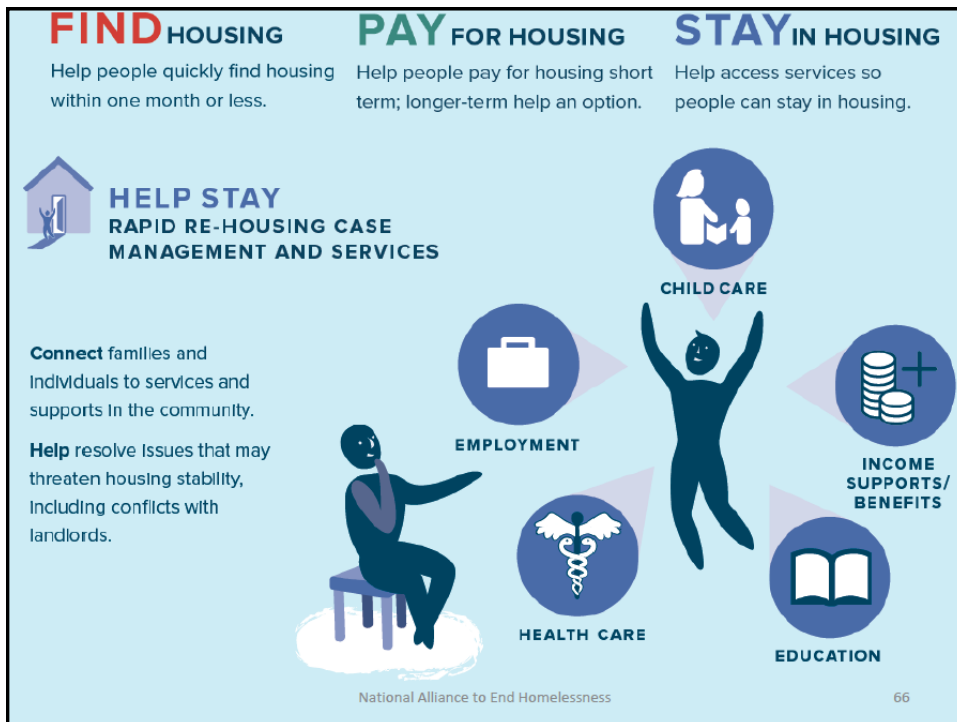 FIND HOUSING
Help people quickly find housing
within one month or less.
PAY FOR HOUSING
Help people pay for housing short
term; longer-term help an option.
STAY IN HOUSING
Help access services so
people can stay in housing.
HELP STAY
RAPID RE-HOUSING CASE
MANAGEMENT AND SERVICES
Connect families and
individuals to services and
supports in the community.
Help resolve issues that may
threaten housing stability,
including conflicts with
landlords.
CHILD CARE
EMPLOYMENT
INCOME
SUPPORTS/
BENEFITS
HEALTH CARE
EDUCATION
National Alliance to End Homelessness
66